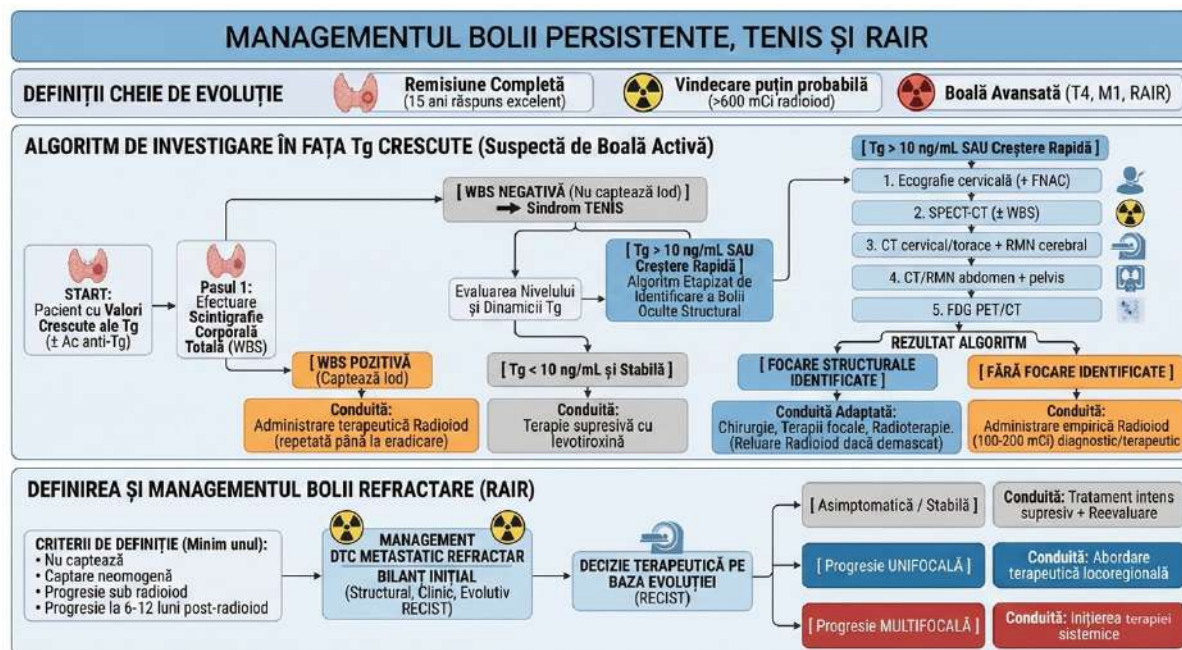 MANAGEMENTUL BOLII PERSISTENTE, TENIS ȘI RAIR
DEFINIȚII CHEIE DE EVOLUȚIE
Remisiune Completă
(15 ani răspuns excelent)
Vindecare puțin probabilă
(>600 mCi radioiod)
Boală Avansată (T4, M1, RAIR)
ALGORITM DE INVESTIGARE ÎN FAȚA Tg CRESCUTE (Suspectă de Boală Activă)
START:
Pacient cu Valori
Crescute ale Tg
(± Ac anti-Tg)
Pasul 1:
Efectuare
Scintigrafie
Corporală
Totală (WBS)
[ WBS NEGATIVĂ (Nu captează Iod) ]
➡ Sindrom TENIS
[ WBS POZITIVĂ
(Captează Iod)
Conduită:
Administrare terapeutică Radioiod
(repetată până la eradicare)
Evaluarea Nivelului
și Dinamicii Tg
[ Tg > 10 ng/mL SAU
Creștere Rapidă ]
Algoritm Etapizat de
Identificare a Bolii
Oculte Structural
[ Tg < 10 ng/mL și Stabilă ]
Conduită:
Terapie supresivă cu
levotiroxină
[ Tg > 10 ng/mL SAU Creștere Rapidă ]
1. Ecografie cervicală (+ FNAC)
2. SPECT-CT (± WBS)
3. CT cervical/torace + RMN cerebral
4. CT/RMN abdomen + pelvis
5. FDG PET/CT
REZULTAT ALGORITM
[ FOCARE STRUCTURALE
IDENTIFICATE ]
Conduită Adaptată:
Chirurgie, Terapii focale, Radioterapie.
(Reluare Radioiod dacă demascat)
[ FĂRĂ FOCARE IDENTIFICATE ]
Conduită:
Administrare empirică Radioiod
(100-200 mCi) diagnostic/terapeutic
DEFINIREA ȘI MANAGEMENTUL BOLII REFRACTARE (RAIR)
CRITERII DE DEFINIȚIE (Minim unul):
• Nu captează
• Captare neomogenă
• Progresie sub radioiod
• Progresie la 6-12 luni post-radioiod
MANAGEMENT
DTC METASTATIC REFRACTAR
BILANȚ INIȚIAL
(Structural, Clinic, Evolutiv
RECIST)
DECIZIE TERAPEUTICĂ PE
BAZA EVOLUȚIEI
(RECIST)
[ Asimptomatică / Stabilă ]
Conduită: Tratament intens
supresiv + Reevaluare
[ Progresie UNIFOCALĂ ]
Conduită: Abordare
terapeutică locoregională
[ Progresie MULTIFOCALĂ ]
Conduită: Inițierea terapiei
sistemice